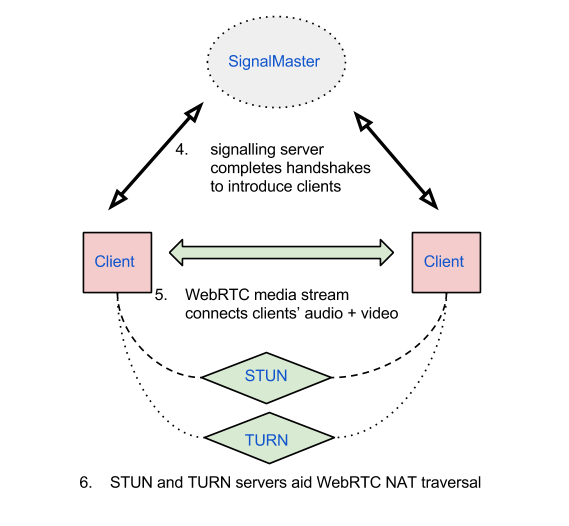 SignalMaster
4. signalling server
completes handshakes
to introduce clients
Client
Client
5. WebRTC media stream
connects clients' audio + video
STUN
TURN
6. STUN and TURN servers aid WebRTC NAT traversal